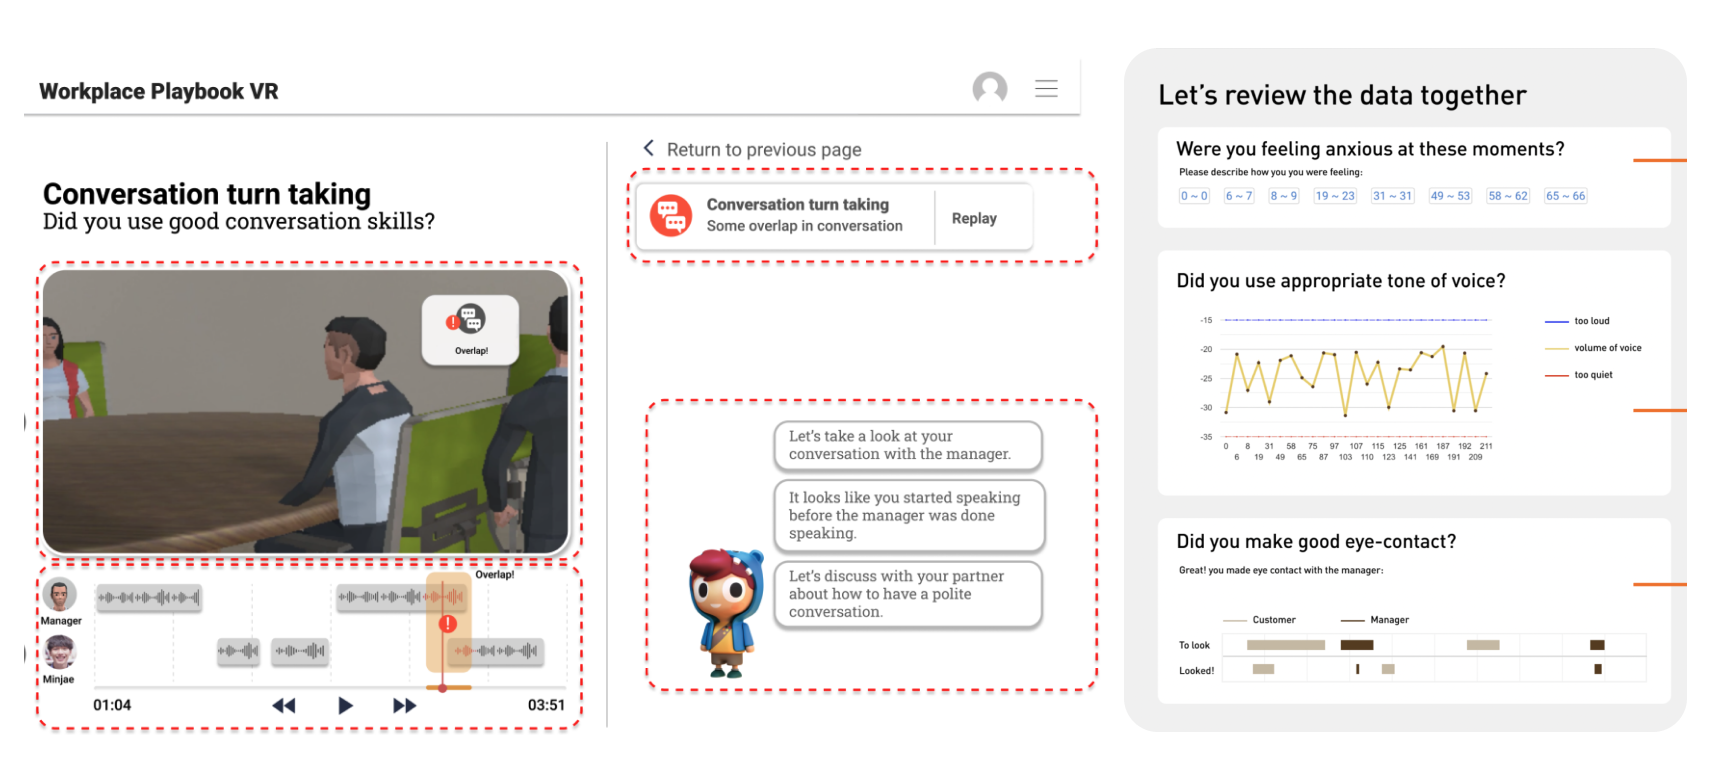 Workplace Playbook VR
Conversation turn taking
Did you use good conversation skills?
Overlap!
Overlap!
Manager
Minjae
01:04
03:51
Return to previous page
Conversation turn taking
Some overlap in conversation
Replay
Let's take a look at your
conversation with the manager.
It looks like you started speaking
before the manager was done
speaking.
Let's discuss with your partner
about how to have a polite
conversation.
Let's review the data together
Were you feeling anxious at these moments?
Please describe how you you were feeling:
0 ~ 0 6 ~ 7 8 ~ 9 19 ~ 23 31 ~ 31 49 ~ 53 58 ~ 62 65 ~ 66
Did you use appropriate tone of voice?
-15
-20
-25
-30
-35
0 8 31 58 75 97 107 115 125 161 187 192 211
6 19 49 65 87 103 110 123 141 169 191 209
too loud
volume of voice
too quiet
Did you make good eye-contact?
Great! you made eye contact with the manager:
Customer Manager
To look
Looked!